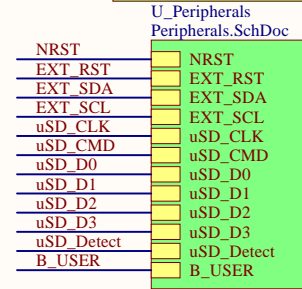 U_Peripherals
Peripherals.SchDoc
NRST NRST
EXT_RST EXT_RST
EXT_SDA EXT_SDA
EXT_SCL EXT_SCL
uSD_CLK uSD_CLK
uSD_CMD uSD_CMD
uSD_D0 uSD_D0
uSD_D1 uSD_D1
uSD_D2 uSD_D2
uSD_D3 uSD_D3
uSD_Detect uSD_Detect
B_USER B_USER